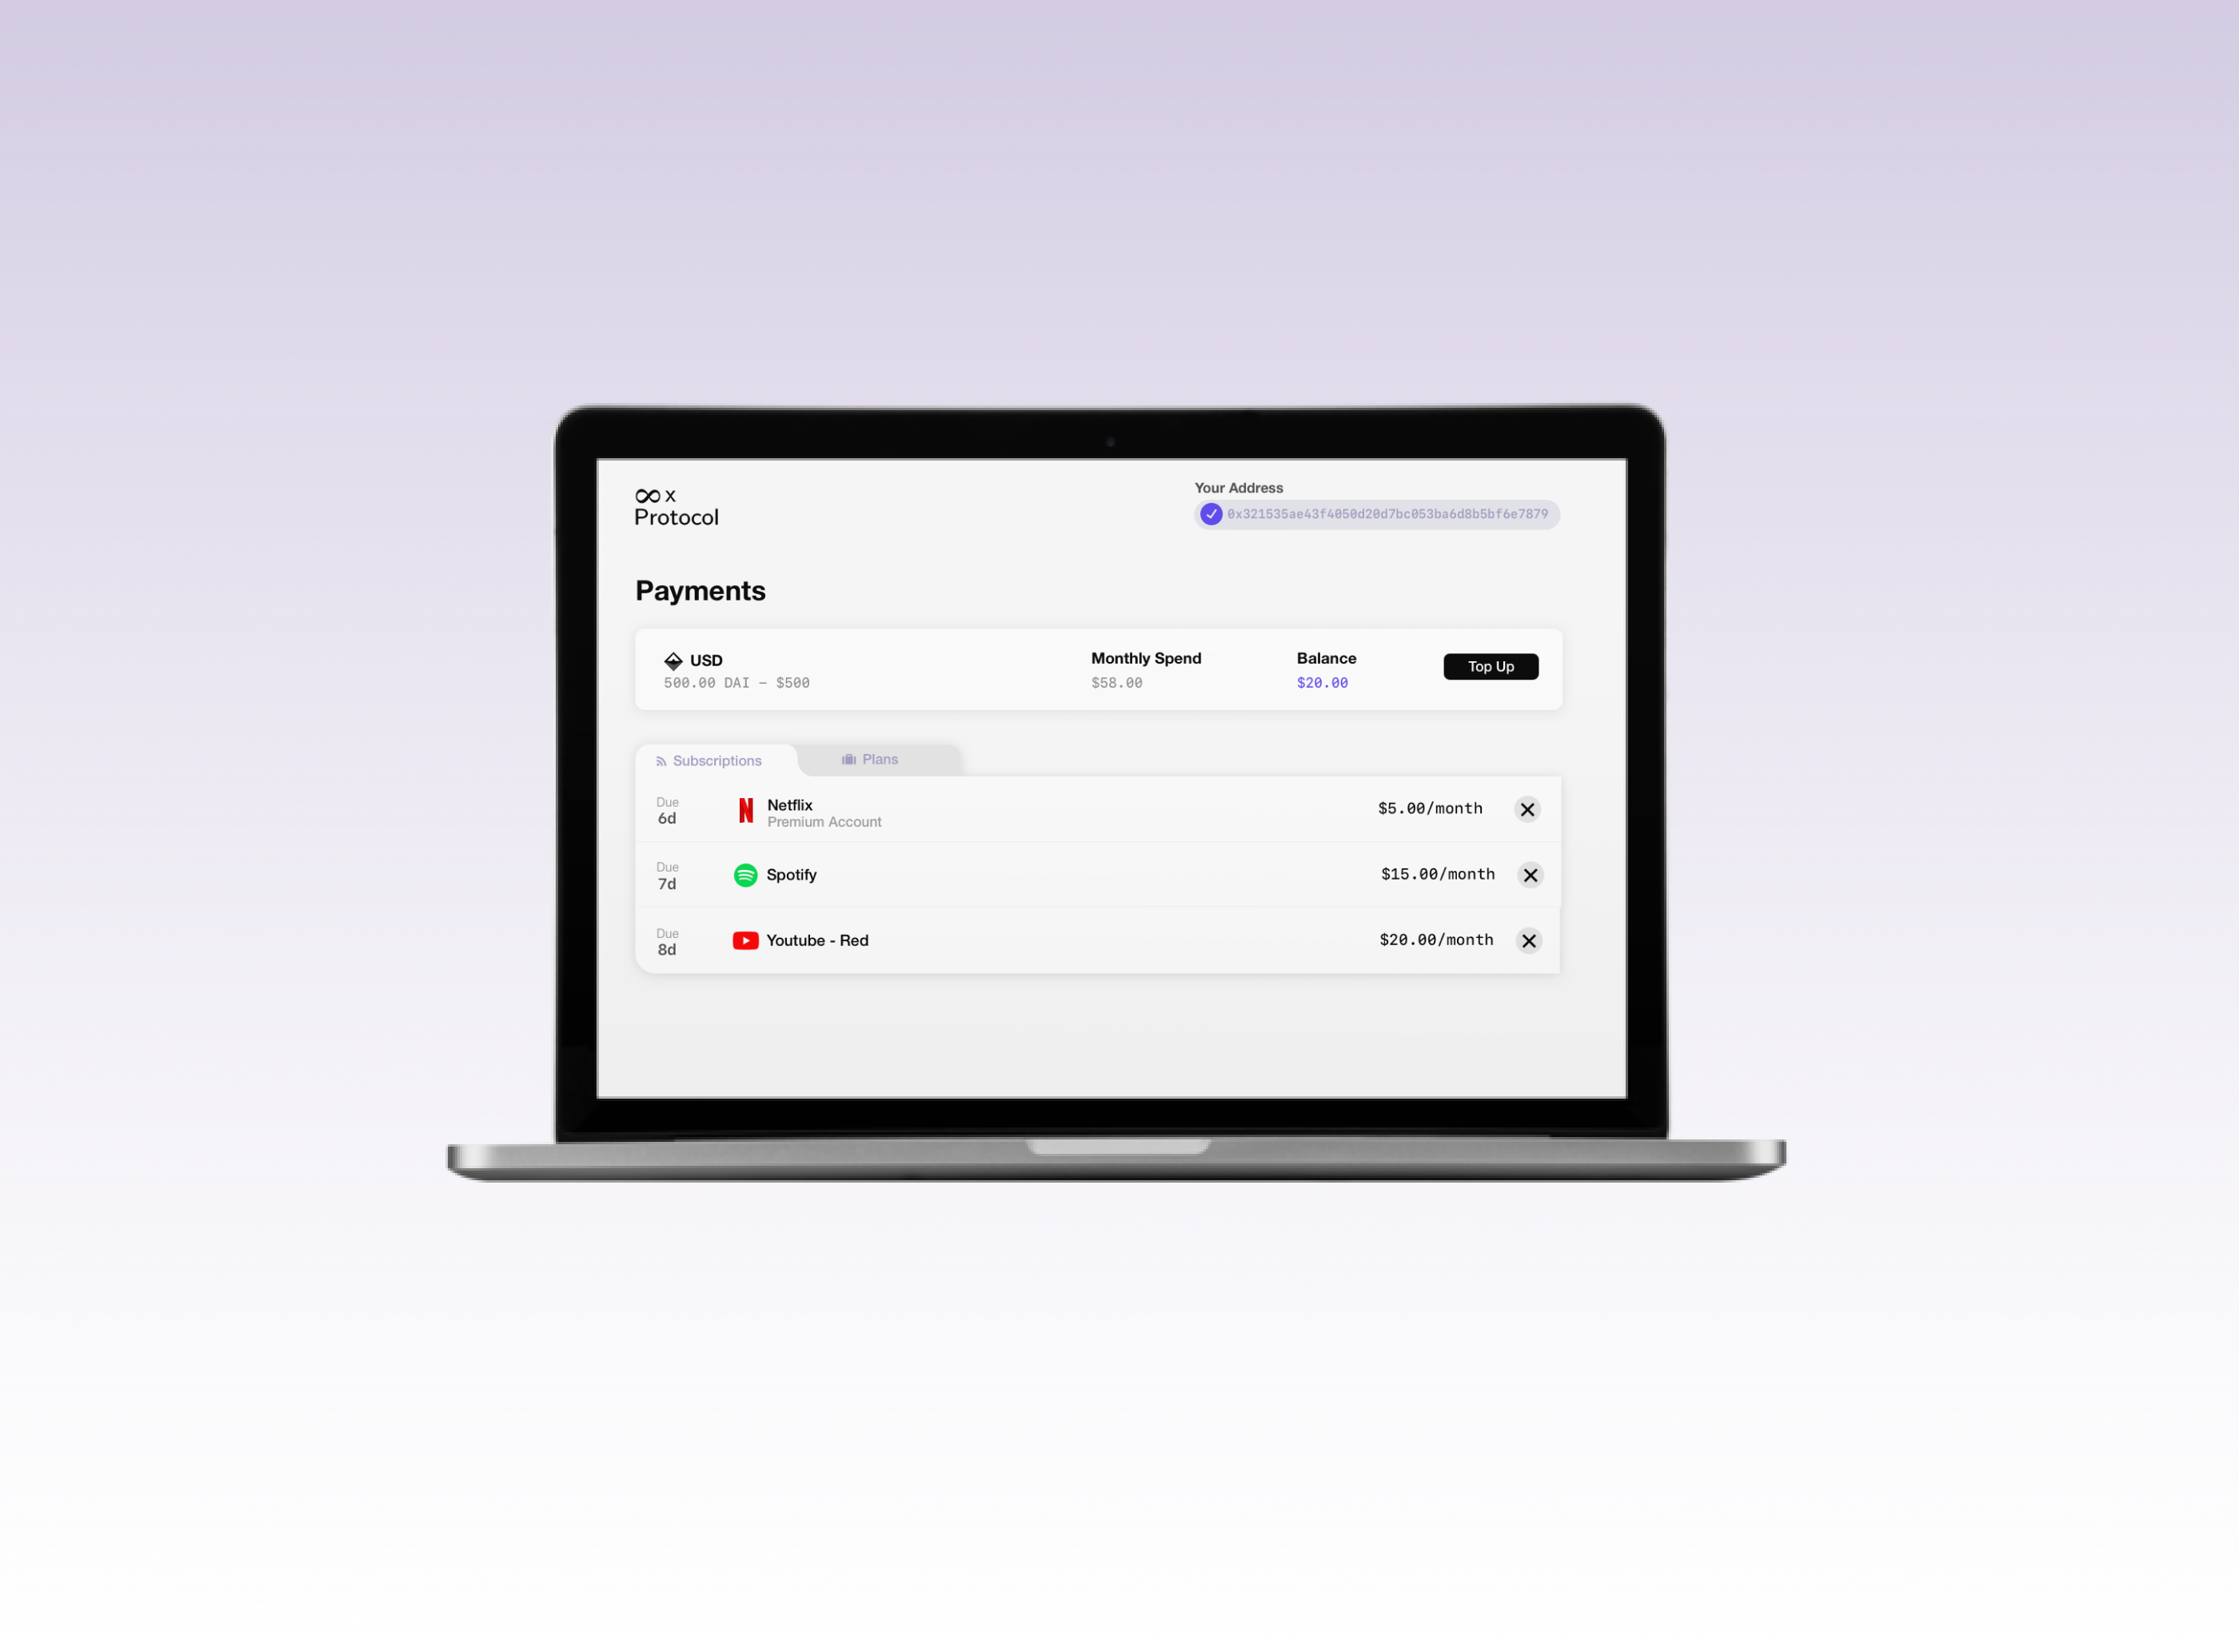 ∞ x
Protocol
Your Address
0x321535ae43f4050d20d7bc053ba6d8b5bf6e7879
Payments
USD
500.00 DAI – $500
Monthly Spend
$58.00
Balance
$20.00
Top Up
Subscriptions
Plans
Due
6d
Netflix
Premium Account
$5.00/month
Due
7d
Spotify
$15.00/month
Due
8d
Youtube - Red
$20.00/month